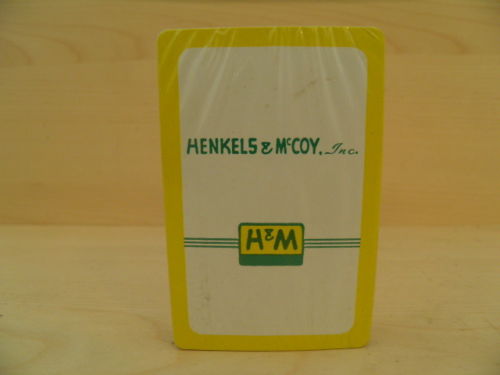 HENKELS & McCOY, Inc.
H&M